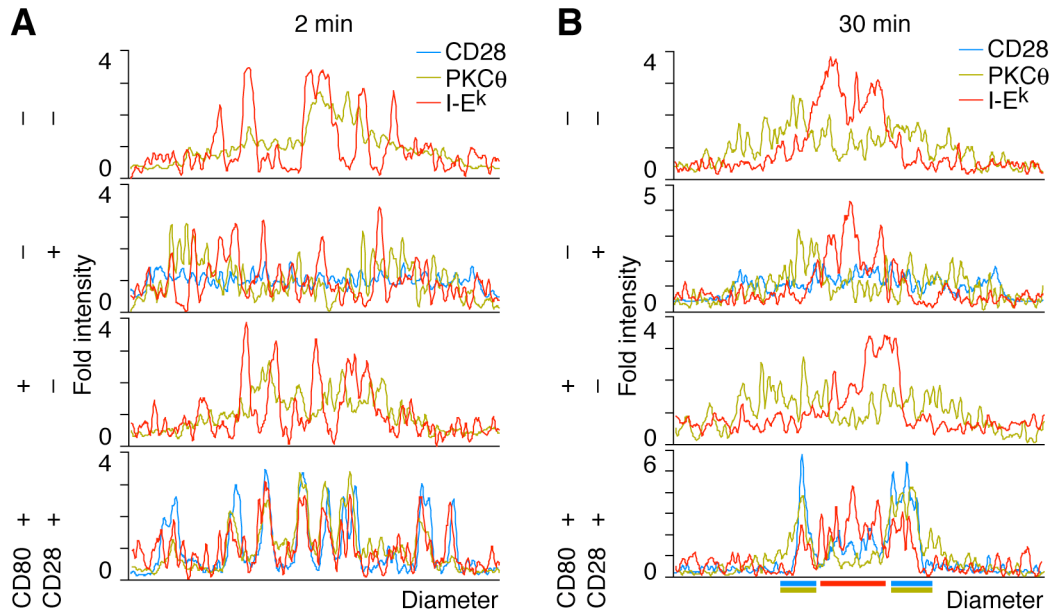 A
2 min
CD28
PKCθ
I-Eᵏ
4
0
4
0
4
0
4
0
– –
– +
+ –
+ +
CD80
CD28
Fold intensity
Diameter
B
30 min
CD28
PKCθ
I-Eᵏ
4
0
5
0
4
0
6
0
– –
– +
+ –
+ +
CD80
CD28
Fold intensity
Diameter